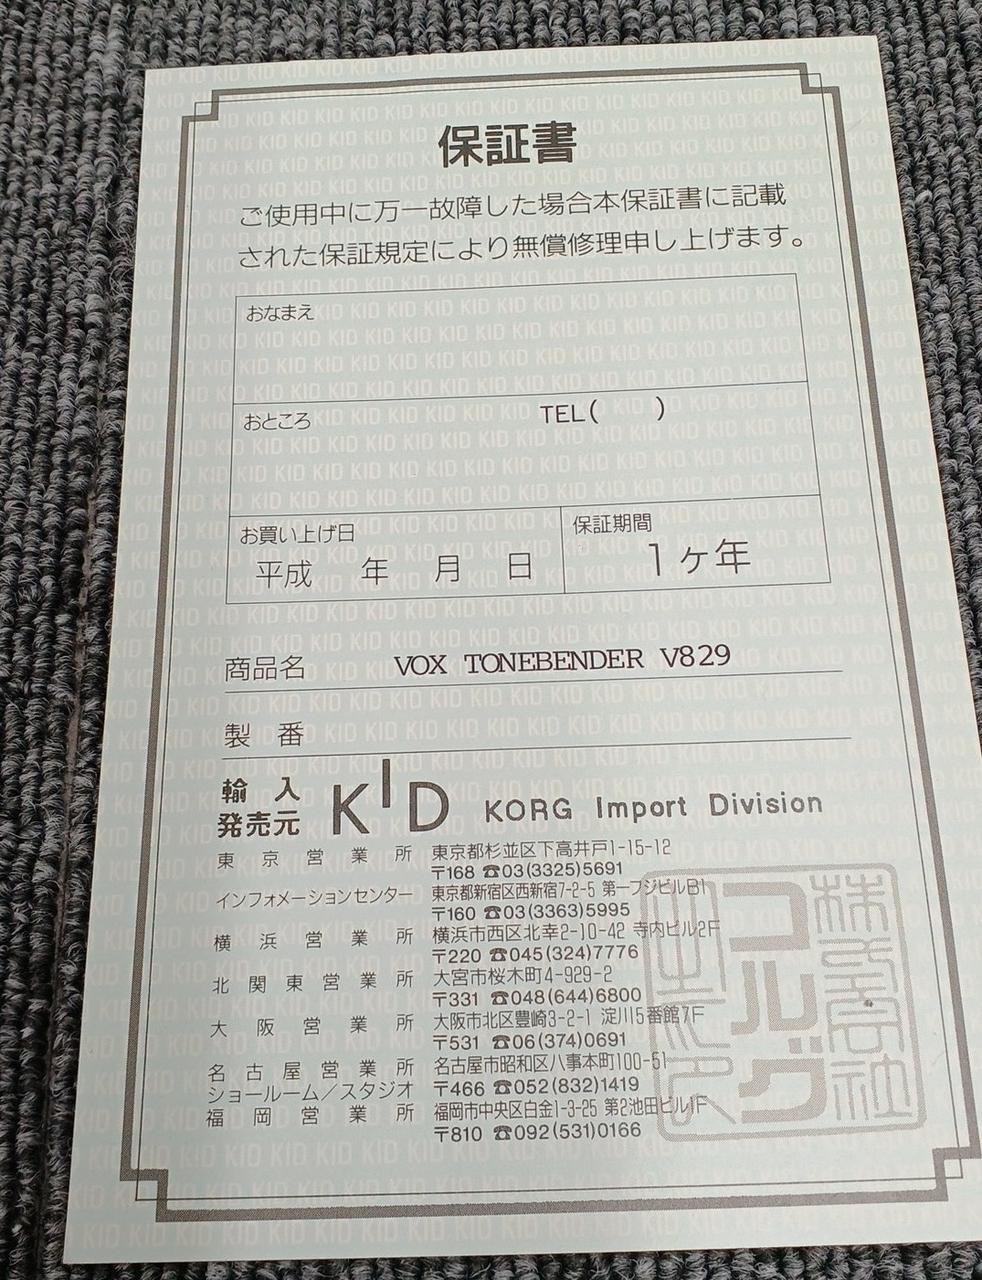 保証書
ご使用中に万一故障した場合本保証書に記載
された保証規定により無償修理申し上げます。
おなまえ
おところ TEL( )
お買い上げ日 保証期間
平成 年 月 日 1ヶ年
商品名 VOX TONEBENDER V829
製番
輸入
発売元 KID KORG Import Division
東京営業所 東京都杉並区下高井戸1-15-12
〒168 ☎03(3325)5691
インフォメーションセンター 東京都新宿区西新宿7-2-5 第一フジビルB1
〒160 ☎03(3363)5995
横浜営業所 横浜市西区北幸2-10-42 寺内ビル2F
〒220 ☎045(324)7776
北関東営業所 大宮市桜木町4-929-2
〒331 ☎048(644)6800
大阪営業所 大阪市北区豊崎3-2-1 淀川5番館7F
〒531 ☎06(374)0691
名古屋営業所 名古屋市昭和区八事本町100-51
ショールーム/スタジオ 〒466 ☎052(832)1419
福岡営業所 福岡市中央区白金1-3-25 第2池田ビル1F
〒810 ☎092(531)0166
株式会社
コルグ